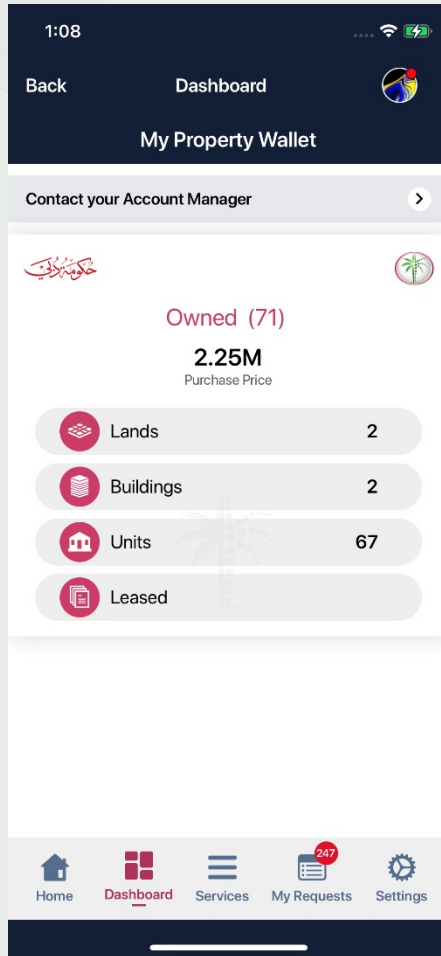 1:08
Back Dashboard
My Property Wallet
Contact your Account Manager
حكومة دبي
Owned (71)
2.25M
Purchase Price
Lands 2
Buildings 2
Units 67
Leased
247
Home Dashboard Services My Requests Settings